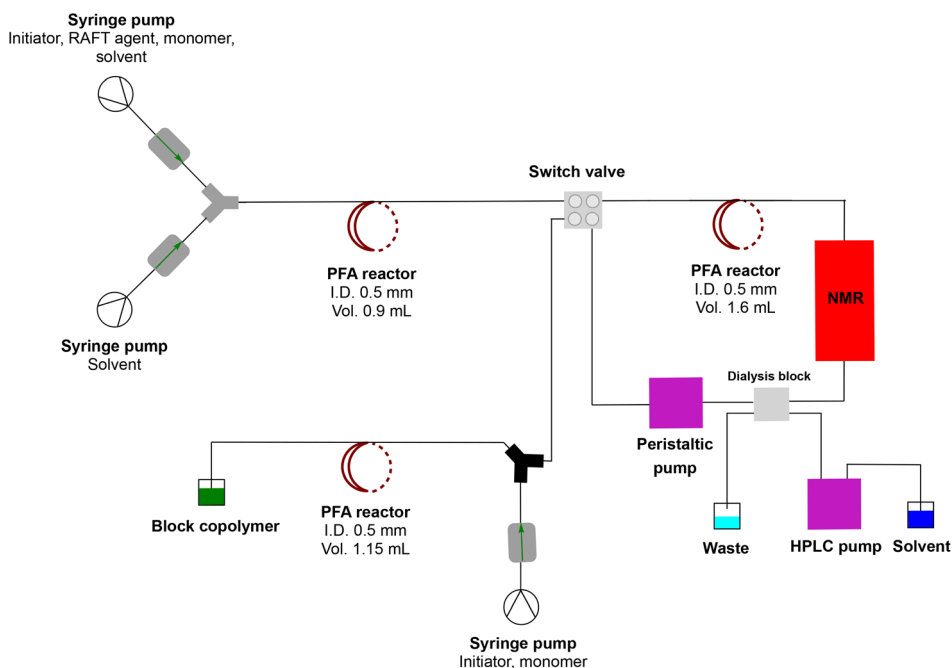 Syringe pump
Initiator, RAFT agent, monomer,
solvent
Switch valve
PFA reactor
I.D. 0.5 mm
Vol. 0.9 mL
PFA reactor
I.D. 0.5 mm
Vol. 1.6 mL
NMR
Syringe pump
Solvent
Dialysis block
Peristaltic
pump
Block copolymer
PFA reactor
I.D. 0.5 mm
Vol. 1.15 mL
Waste
HPLC pump
Solvent
Syringe pump
Initiator, monomer